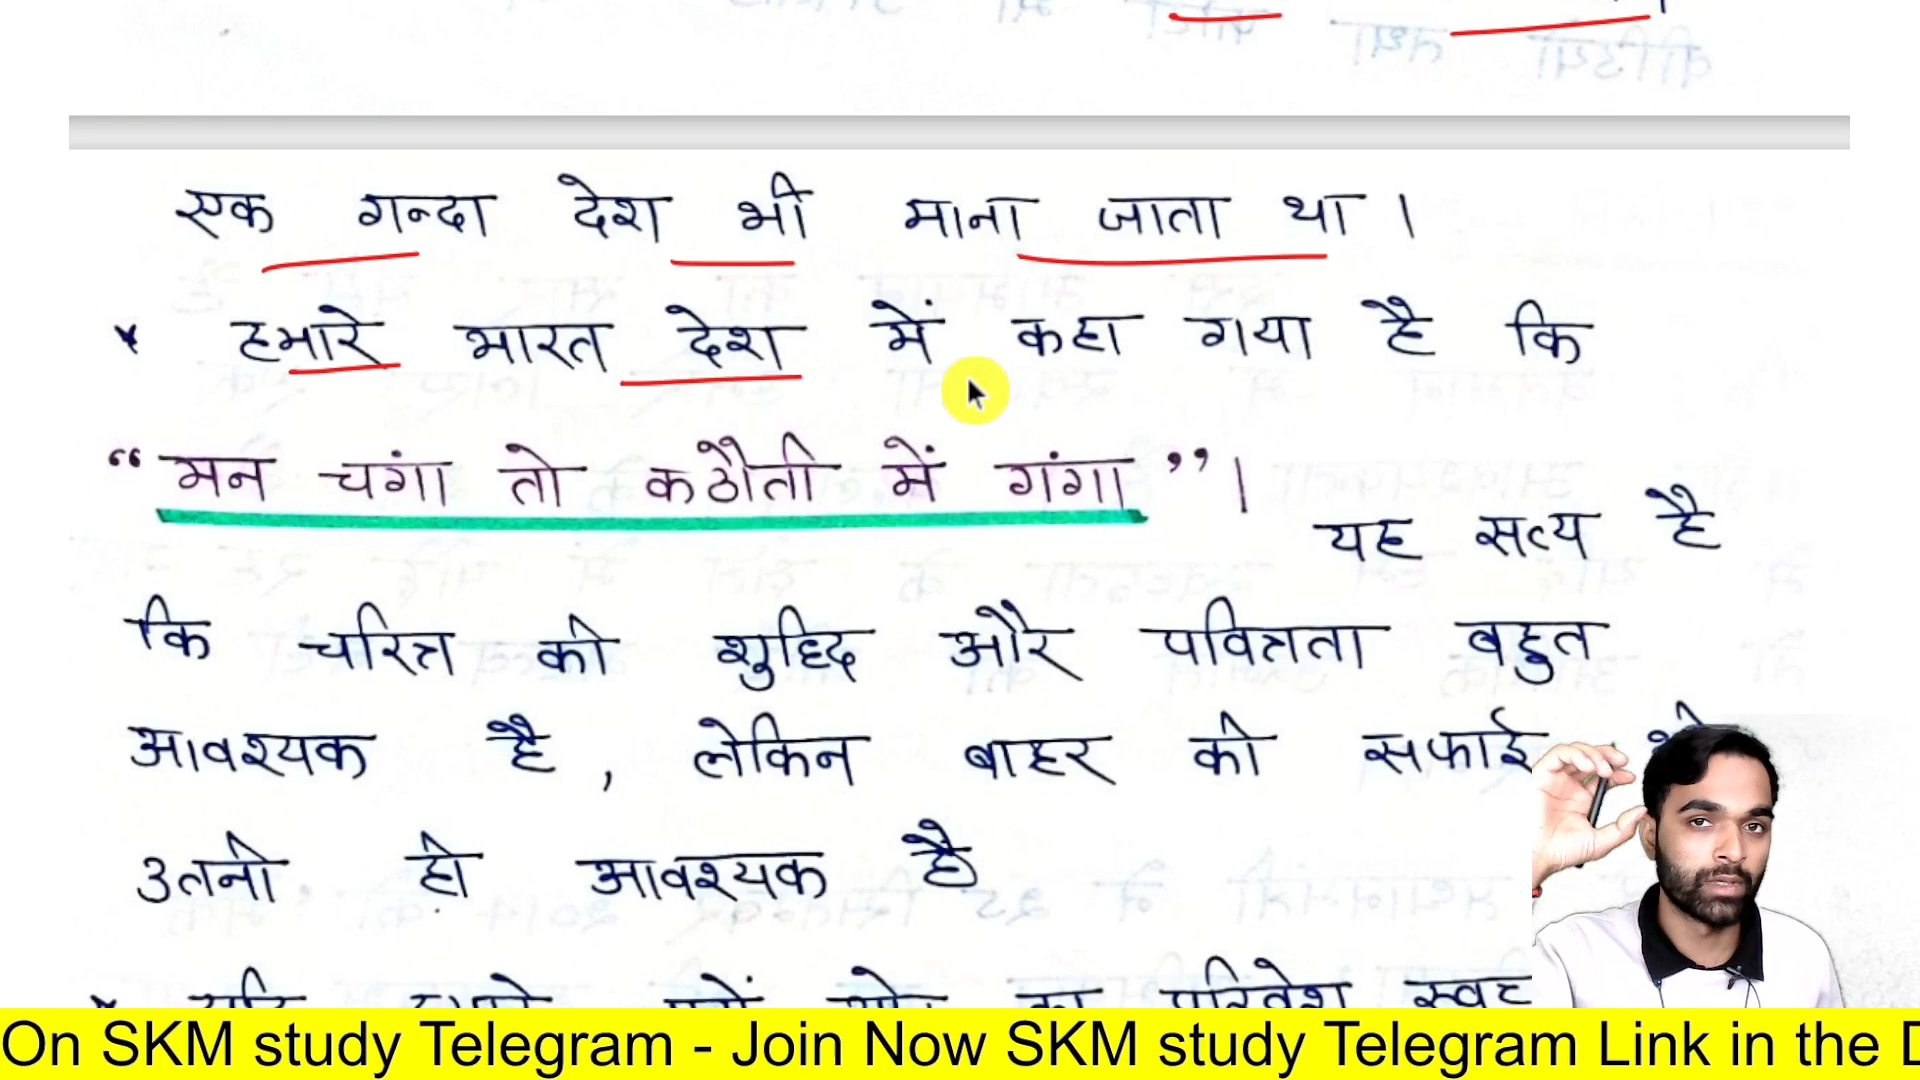 एक गन्दा देश भी माना जाता था ।
* हमारे भारत देश में कहा गया है कि
“ मन चंगा तो कठौती में गंगा ” ।
यह सत्य है
कि चरित्र की शुद्धि और पवित्रता बहुत
आवश्यक है , लेकिन बाहर की सफाई
उतनी ही आवश्यक है
On SKM study Telegram - Join Now SKM study Telegram Link in the D